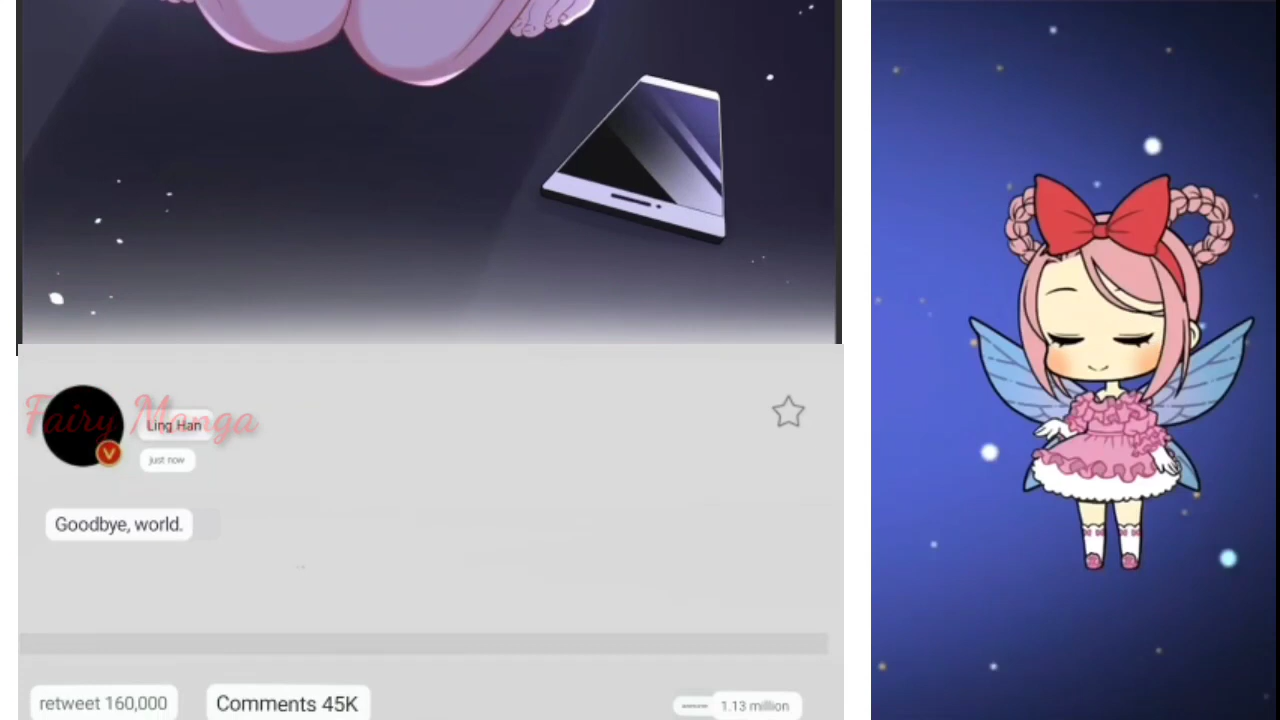 Fairy Manga
Ling Han
V
just now
Goodbye, world.
retweet 160,000
Comments 45K
1.13 million